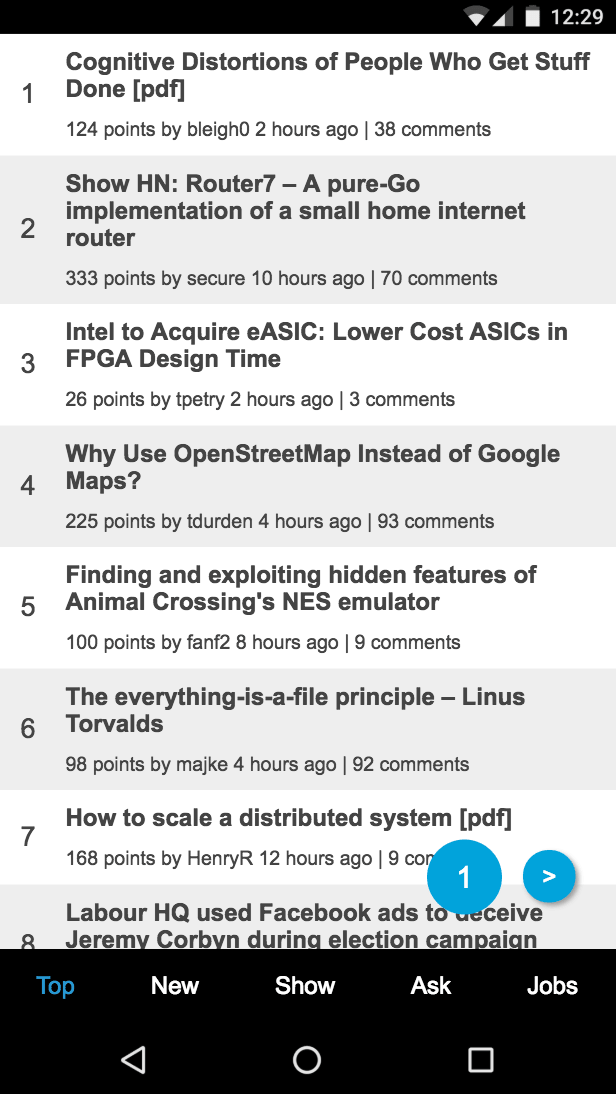 12:29
Cognitive Distortions of People Who Get Stuff
Done [pdf]
1
124 points by bleigh0 2 hours ago | 38 comments
Show HN: Router7 – A pure-Go
implementation of a small home internet
router
2
333 points by secure 10 hours ago | 70 comments
Intel to Acquire eASIC: Lower Cost ASICs in
FPGA Design Time
3
26 points by tpetry 2 hours ago | 3 comments
Why Use OpenStreetMap Instead of Google
Maps?
4
225 points by tdurden 4 hours ago | 93 comments
Finding and exploiting hidden features of
Animal Crossing's NES emulator
5
100 points by fanf2 8 hours ago | 9 comments
The everything-is-a-file principle – Linus
Torvalds
6
98 points by majke 4 hours ago | 92 comments
How to scale a distributed system [pdf]
7
168 points by HenryR 12 hours ago | 9
1 >
Labour HQ used Facebook ads to deceive
Jeremy Corbyn during election campaign
8
Top New Show Ask Jobs